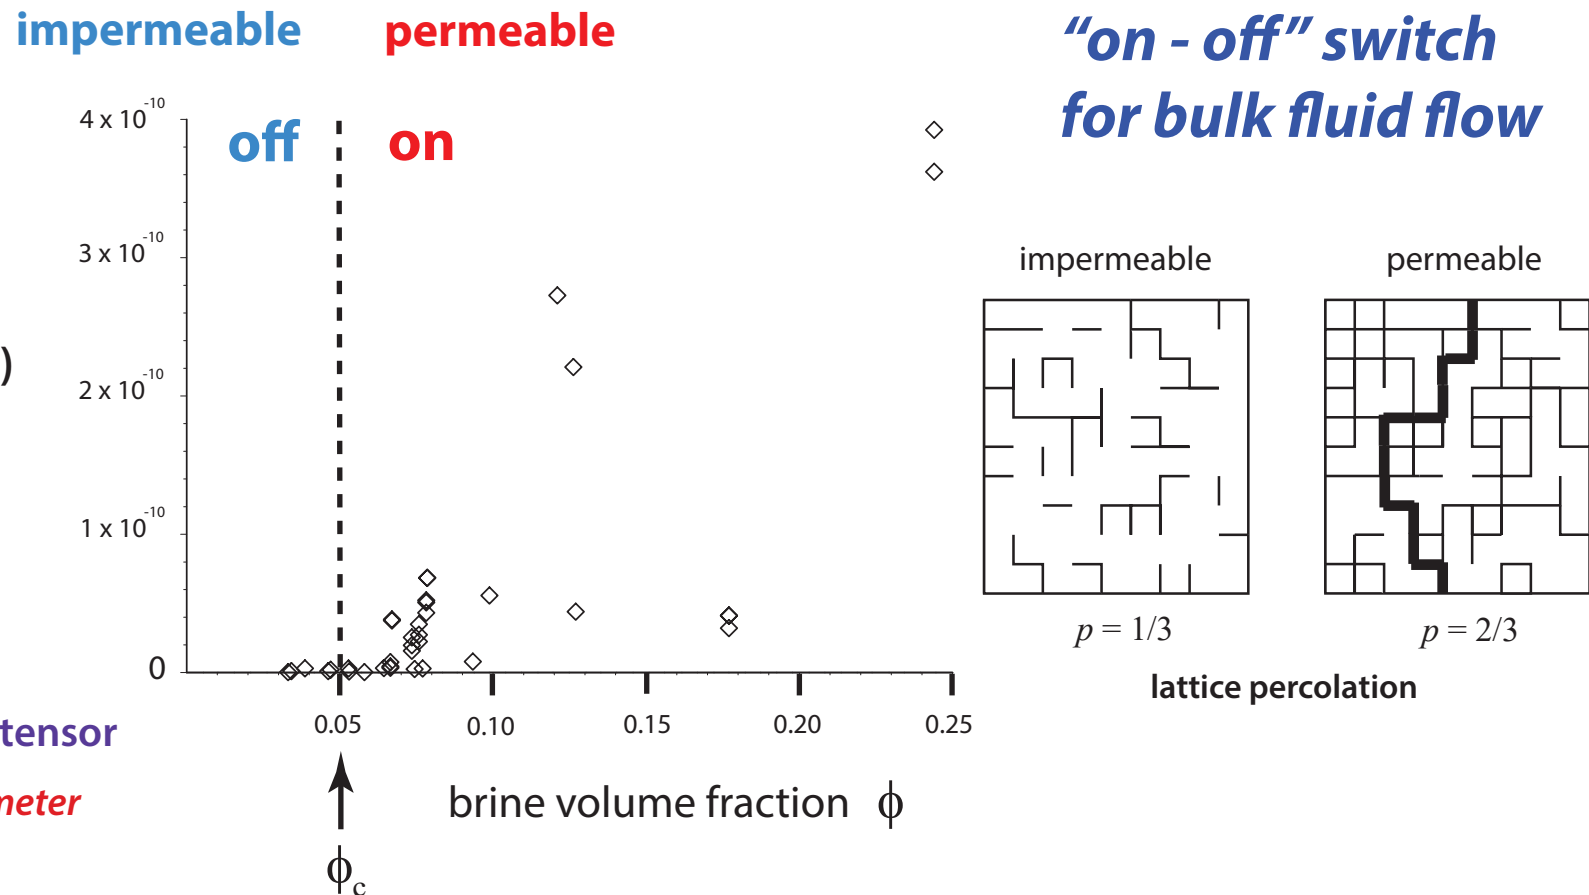 impermeable permeable
“on - off” switch
for bulk fluid flow
off on
4 x 10^-10
3 x 10^-10
)
2 x 10^-10
1 x 10^-10
0
0.05 0.10 0.15 0.20 0.25
tensor
meter
brine volume fraction ϕ
ϕc
impermeable permeable
p = 1/3 p = 2/3
lattice percolation